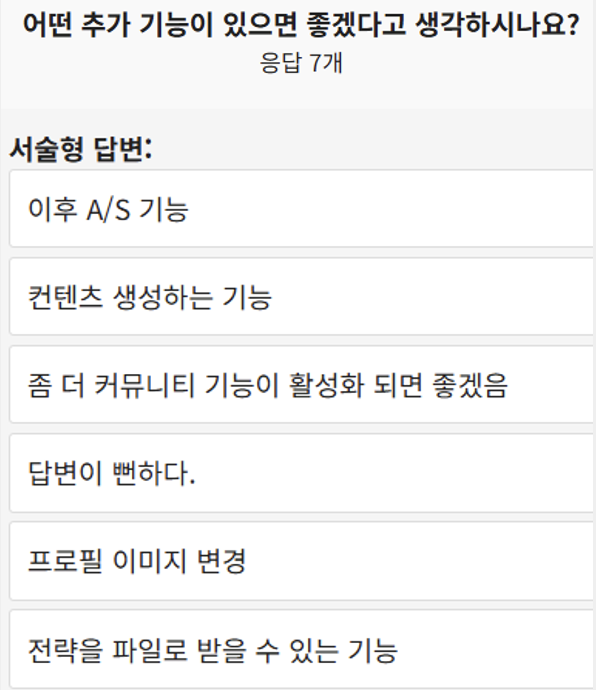 어떤 추가 기능이 있으면 좋겠다고 생각하시나요?
응답 7개
서술형 답변:
이후 A/S 기능
컨텐츠 생성하는 기능
좀 더 커뮤니티 기능이 활성화 되면 좋겠음
답변이 뻔하다.
프로필 이미지 변경
전략을 파일로 받을 수 있는 기능